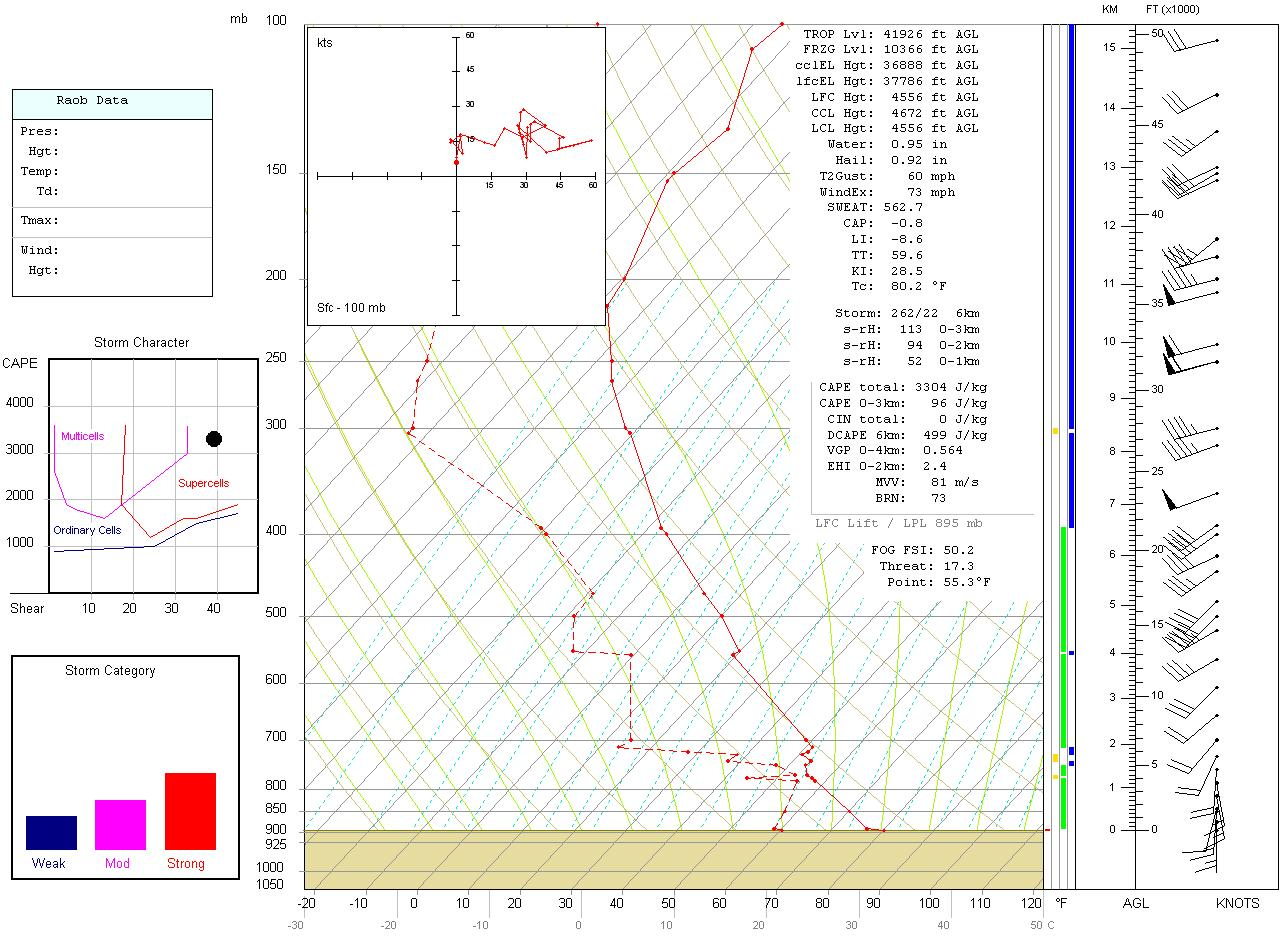 mb
KM
FT (x1000)
Raob Data
Pres:
Hgt:
Temp:
Td:
Tmax:
Wind:
Hgt:
Storm Character
CAPE
4000
3000
2000
1000
Multicells
Supercells
Ordinary Cells
Shear
10
20
30
40
Storm Category
Weak
Mod
Strong
100
150
200
250
300
400
500
600
700
800
850
900
925
1000
1050
kts
60
45
30
15
15
30
45
60
Sfc - 100 mb
TROP Lvl: 41926 ft AGL
FRZG Lvl: 10366 ft AGL
cclEL Hgt: 36888 ft AGL
lfcEL Hgt: 37786 ft AGL
LFC Hgt: 4556 ft AGL
CCL Hgt: 4672 ft AGL
LCL Hgt: 4556 ft AGL
Water: 0.95 in
Hail: 0.92 in
T2Gust: 60 mph
WindEx: 73 mph
SWEAT: 562.7
CAP: -0.8
LI: -8.6
TT: 59.6
KI: 28.5
Tc: 80.2 °F
Storm: 262/22 6km
s-rH: 113 0-3km
s-rH: 94 0-2km
s-rH: 52 0-1km
CAPE total: 3304 J/kg
CAPE 0-3km: 96 J/kg
CIN total: 0 J/kg
DCAPE 6km: 499 J/kg
VGP 0-4km: 0.564
EHI 0-2km: 2.4
MVV: 81 m/s
BRN: 73
LFC Lift / LPL 895 mb
FOG FSI: 50.2
Threat: 17.3
Point: 55.3°F
15
14
13
12
11
10
9
8
7
6
5
4
3
2
1
0
50
45
40
35
30
25
20
15
10
5
0
-20
-10
0
10
20
30
40
50
60
70
80
90
100
110
120
°F
AGL
KNOTS
-30
-20
-10
0
10
20
30
40
50 C